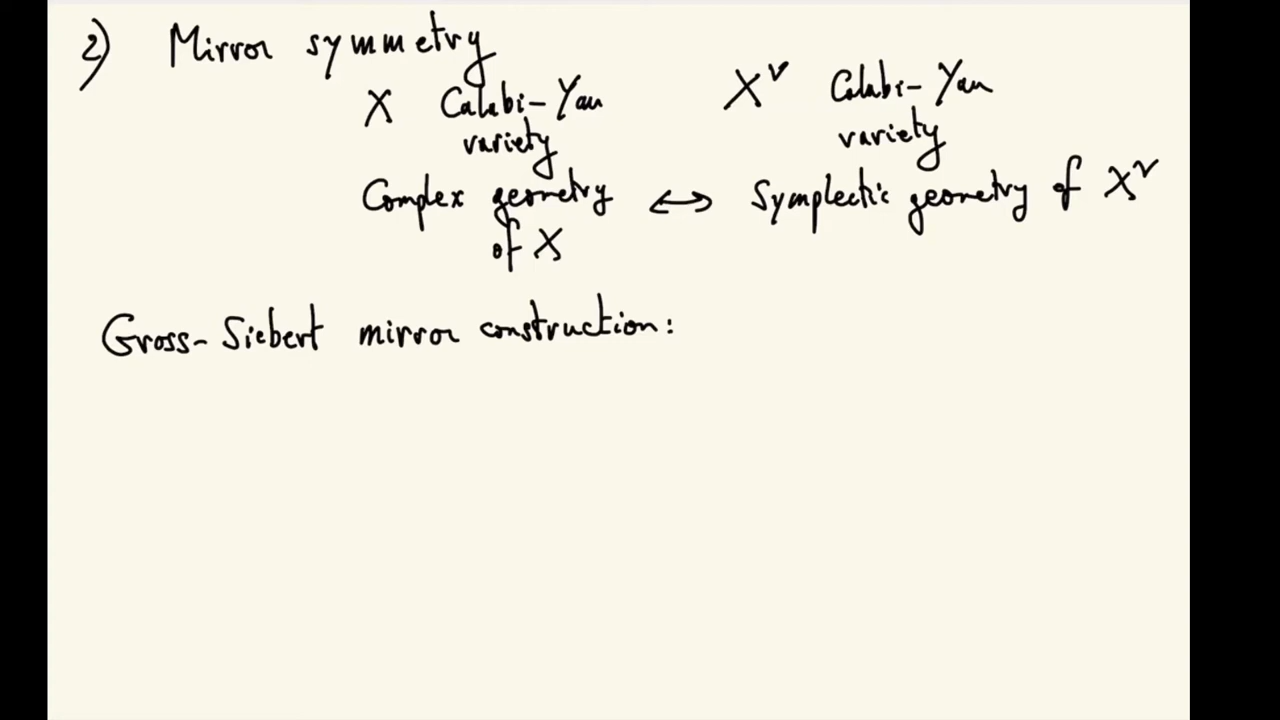 2) Mirror symmetry
X Calabi-Yau variety
X^∨ Calabi-Yau variety
Complex geometry of X ↔ Symplectic geometry of X^∨
Gross-Siebert mirror construction: